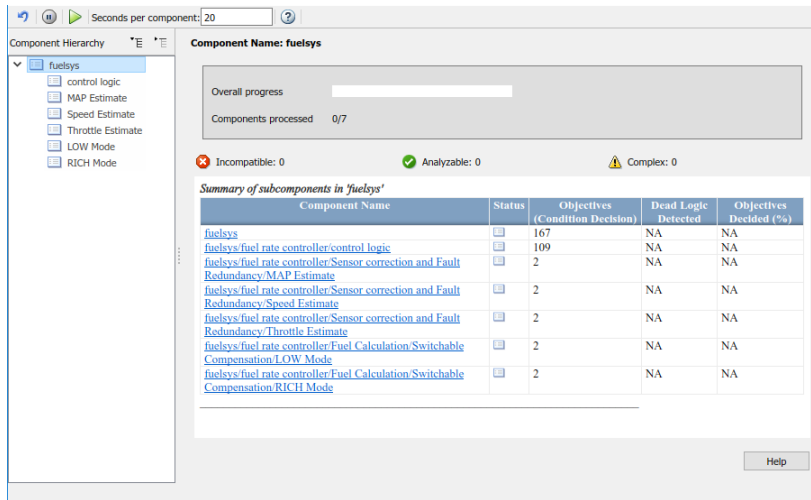 Seconds per component: 20
Component Hierarchy
Component Name: fuelsys
fuelsys
control logic
MAP Estimate
Speed Estimate
Throttle Estimate
LOW Mode
RICH Mode
Overall progress
Components processed 0/7
Incompatible: 0 Analyzable: 0 Complex: 0
Summary of subcomponents in 'fuelsys'
Component Name Status Objectives Dead Logic Objectives
(Condition Decision) Detected Decided (%)
fuelsys 167 NA NA
fuelsys/fuel rate controller/control logic 109 NA NA
fuelsys/fuel rate controller/Sensor correction and Fault 2 NA NA
Redundancy/MAP Estimate
fuelsys/fuel rate controller/Sensor correction and Fault 2 NA NA
Redundancy/Speed Estimate
fuelsys/fuel rate controller/Sensor correction and Fault 2 NA NA
Redundancy/Throttle Estimate
fuelsys/fuel rate controller/Fuel Calculation/Switchable 2 NA NA
Compensation/LOW Mode
fuelsys/fuel rate controller/Fuel Calculation/Switchable 2 NA NA
Compensation/RICH Mode
Help